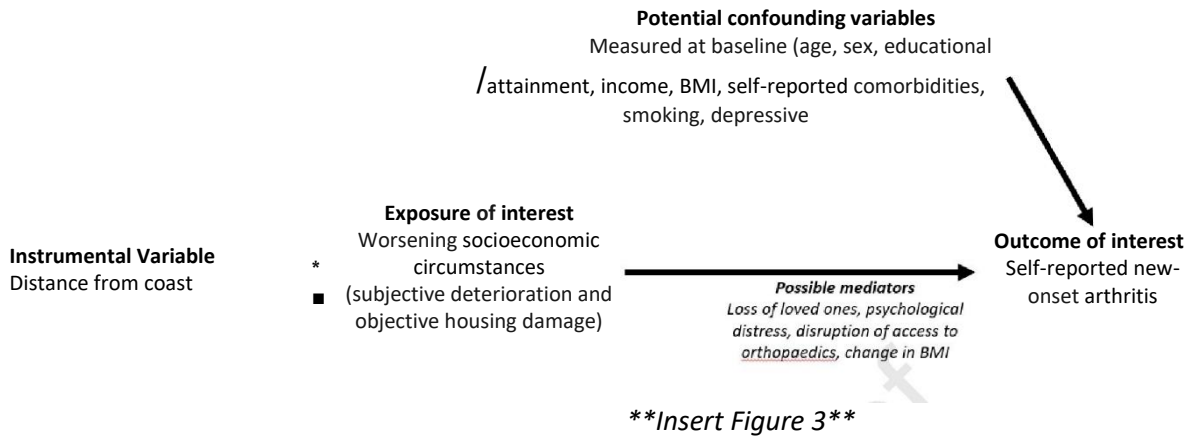 Potential confounding variables
Measured at baseline (age, sex, educational
/attainment, income, BMI, self-reported comorbidities,
smoking, depressive
Exposure of interest
Worsening socioeconomic
circumstances
(subjective deterioration and
objective housing damage)
Instrumental Variable
Distance from coast
*
■
Possible mediators
Loss of loved ones, psychological
distress, disruption of access to
orthopaedics, change in BMI
Outcome of interest
Self-reported new-
onset arthritis
**Insert Figure 3**